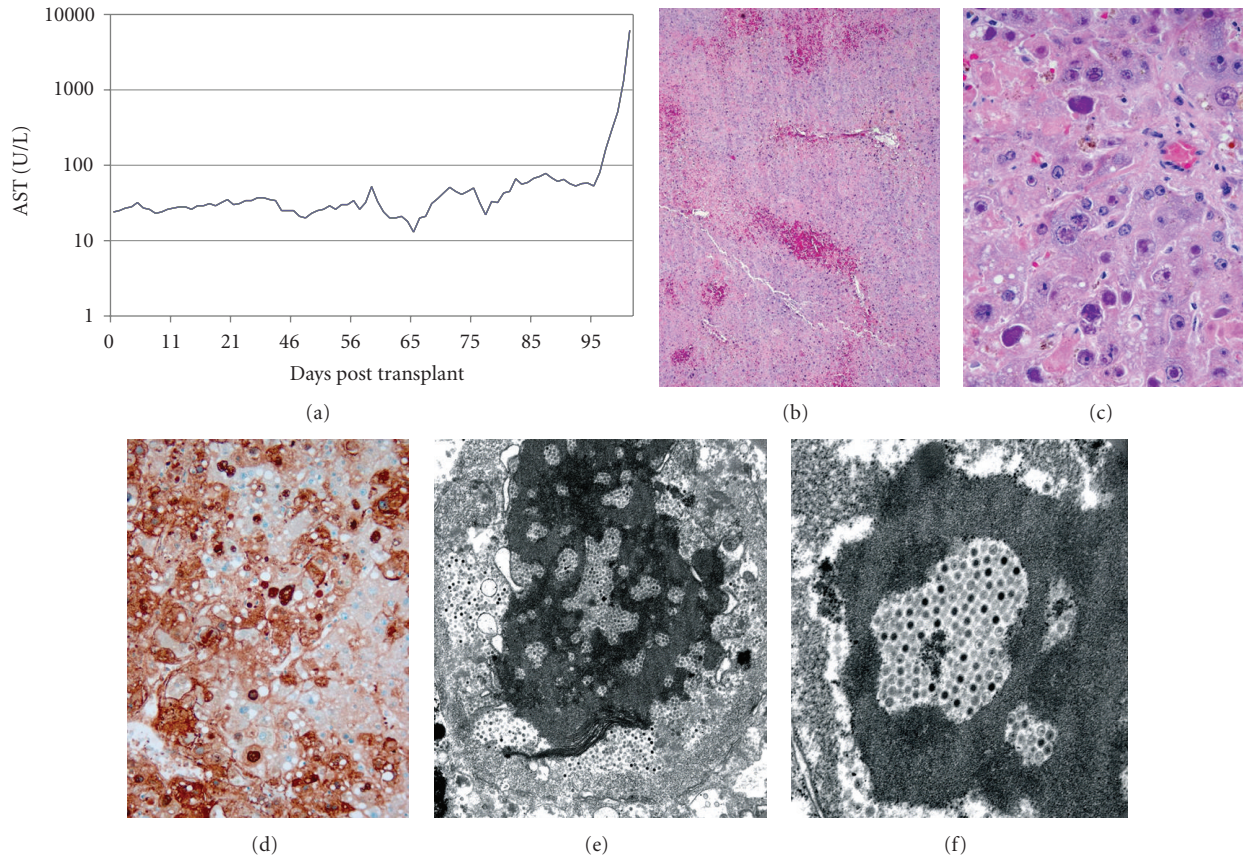 10000
1000
100
10
1
AST (U/L)
0 11 21 46 56 65 75 85 95
Days post transplant
(a)
(b)
(c)
(d)
(e)
(f)